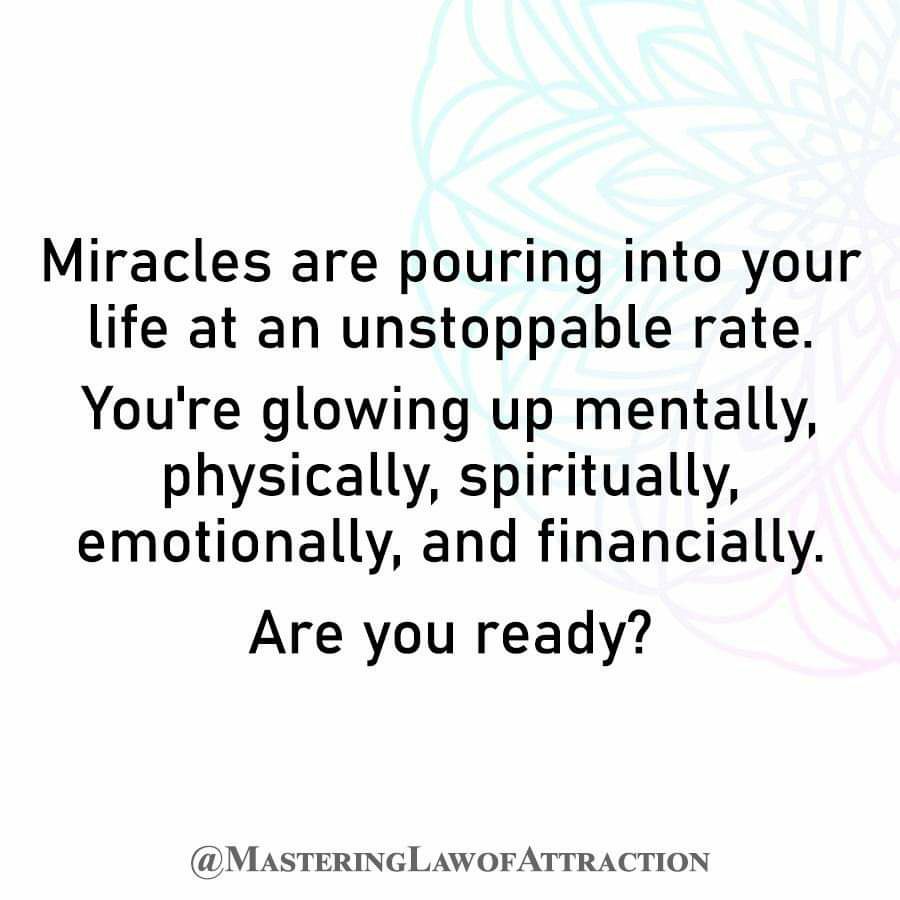 Miracles are pouring into your
life at an unstoppable rate.
You're glowing up mentally,
physically, spiritually,
emotionally, and financially.
Are you ready?
@MasteringLawofAttraction